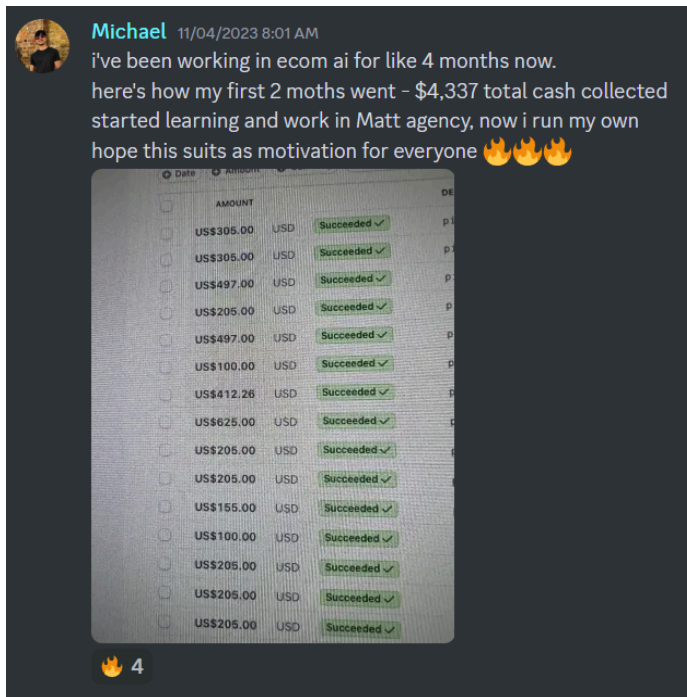 Michael 11/04/2023 8:01 AM
i've been working in ecom ai for like 4 months now.
here's how my first 2 moths went - $4,337 total cash collected
started learning and work in Matt agency, now i run my own
hope this suits as motivation for everyone 🔥🔥🔥
Date Amount
AMOUNT DE
US$305.00 USD Succeeded ✓ p
US$305.00 USD Succeeded ✓ p
US$497.00 USD Succeeded ✓ p
US$205.00 USD Succeeded ✓ p
US$497.00 USD Succeeded ✓ p
US$100.00 USD Succeeded ✓ p
US$412.26 USD Succeeded ✓ p
US$625.00 USD Succeeded ✓
US$205.00 USD Succeeded ✓
US$205.00 USD Succeeded ✓
US$155.00 USD Succeeded ✓
US$100.00 USD Succeeded ✓
US$205.00 USD Succeeded ✓
US$205.00 USD Succeeded ✓
US$205.00 USD Succeeded ✓
🔥 4